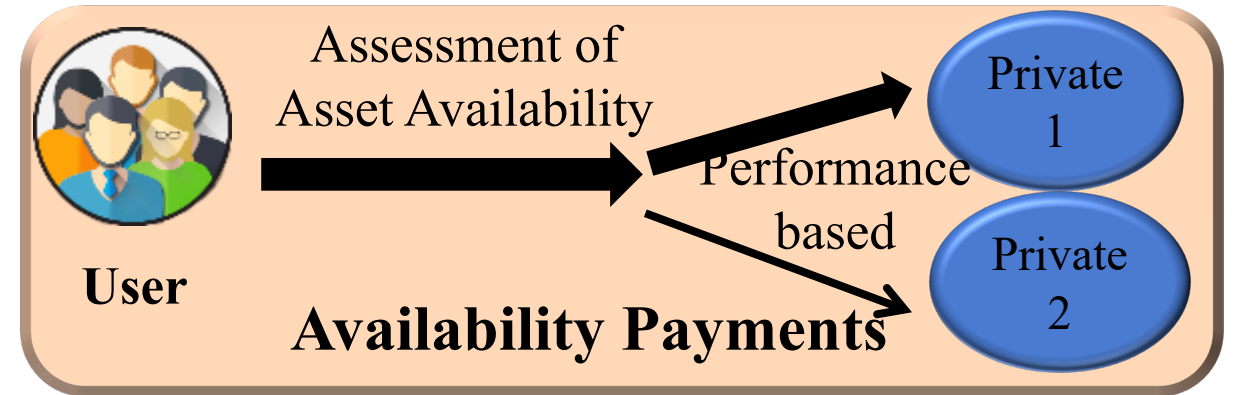 Assessment of
Asset Availability
Private
1
Performance
based
Private
2
User
Availability Payments